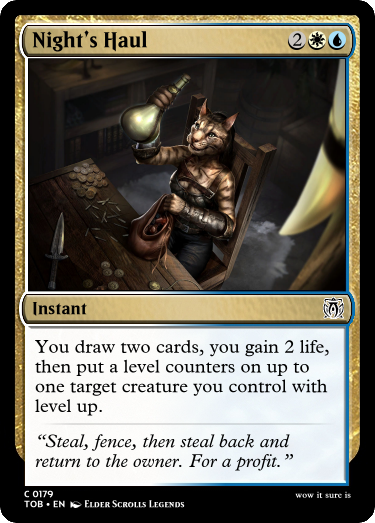 Night's Haul 2
Instant
You draw two cards, you gain 2 life,
then put a level counters on up to
one target creature you control with
level up.
“Steal, fence, then steal back and
return to the owner. For a profit.”
C 0179
TOB • EN Elder Scrolls Legends
wow it sure is